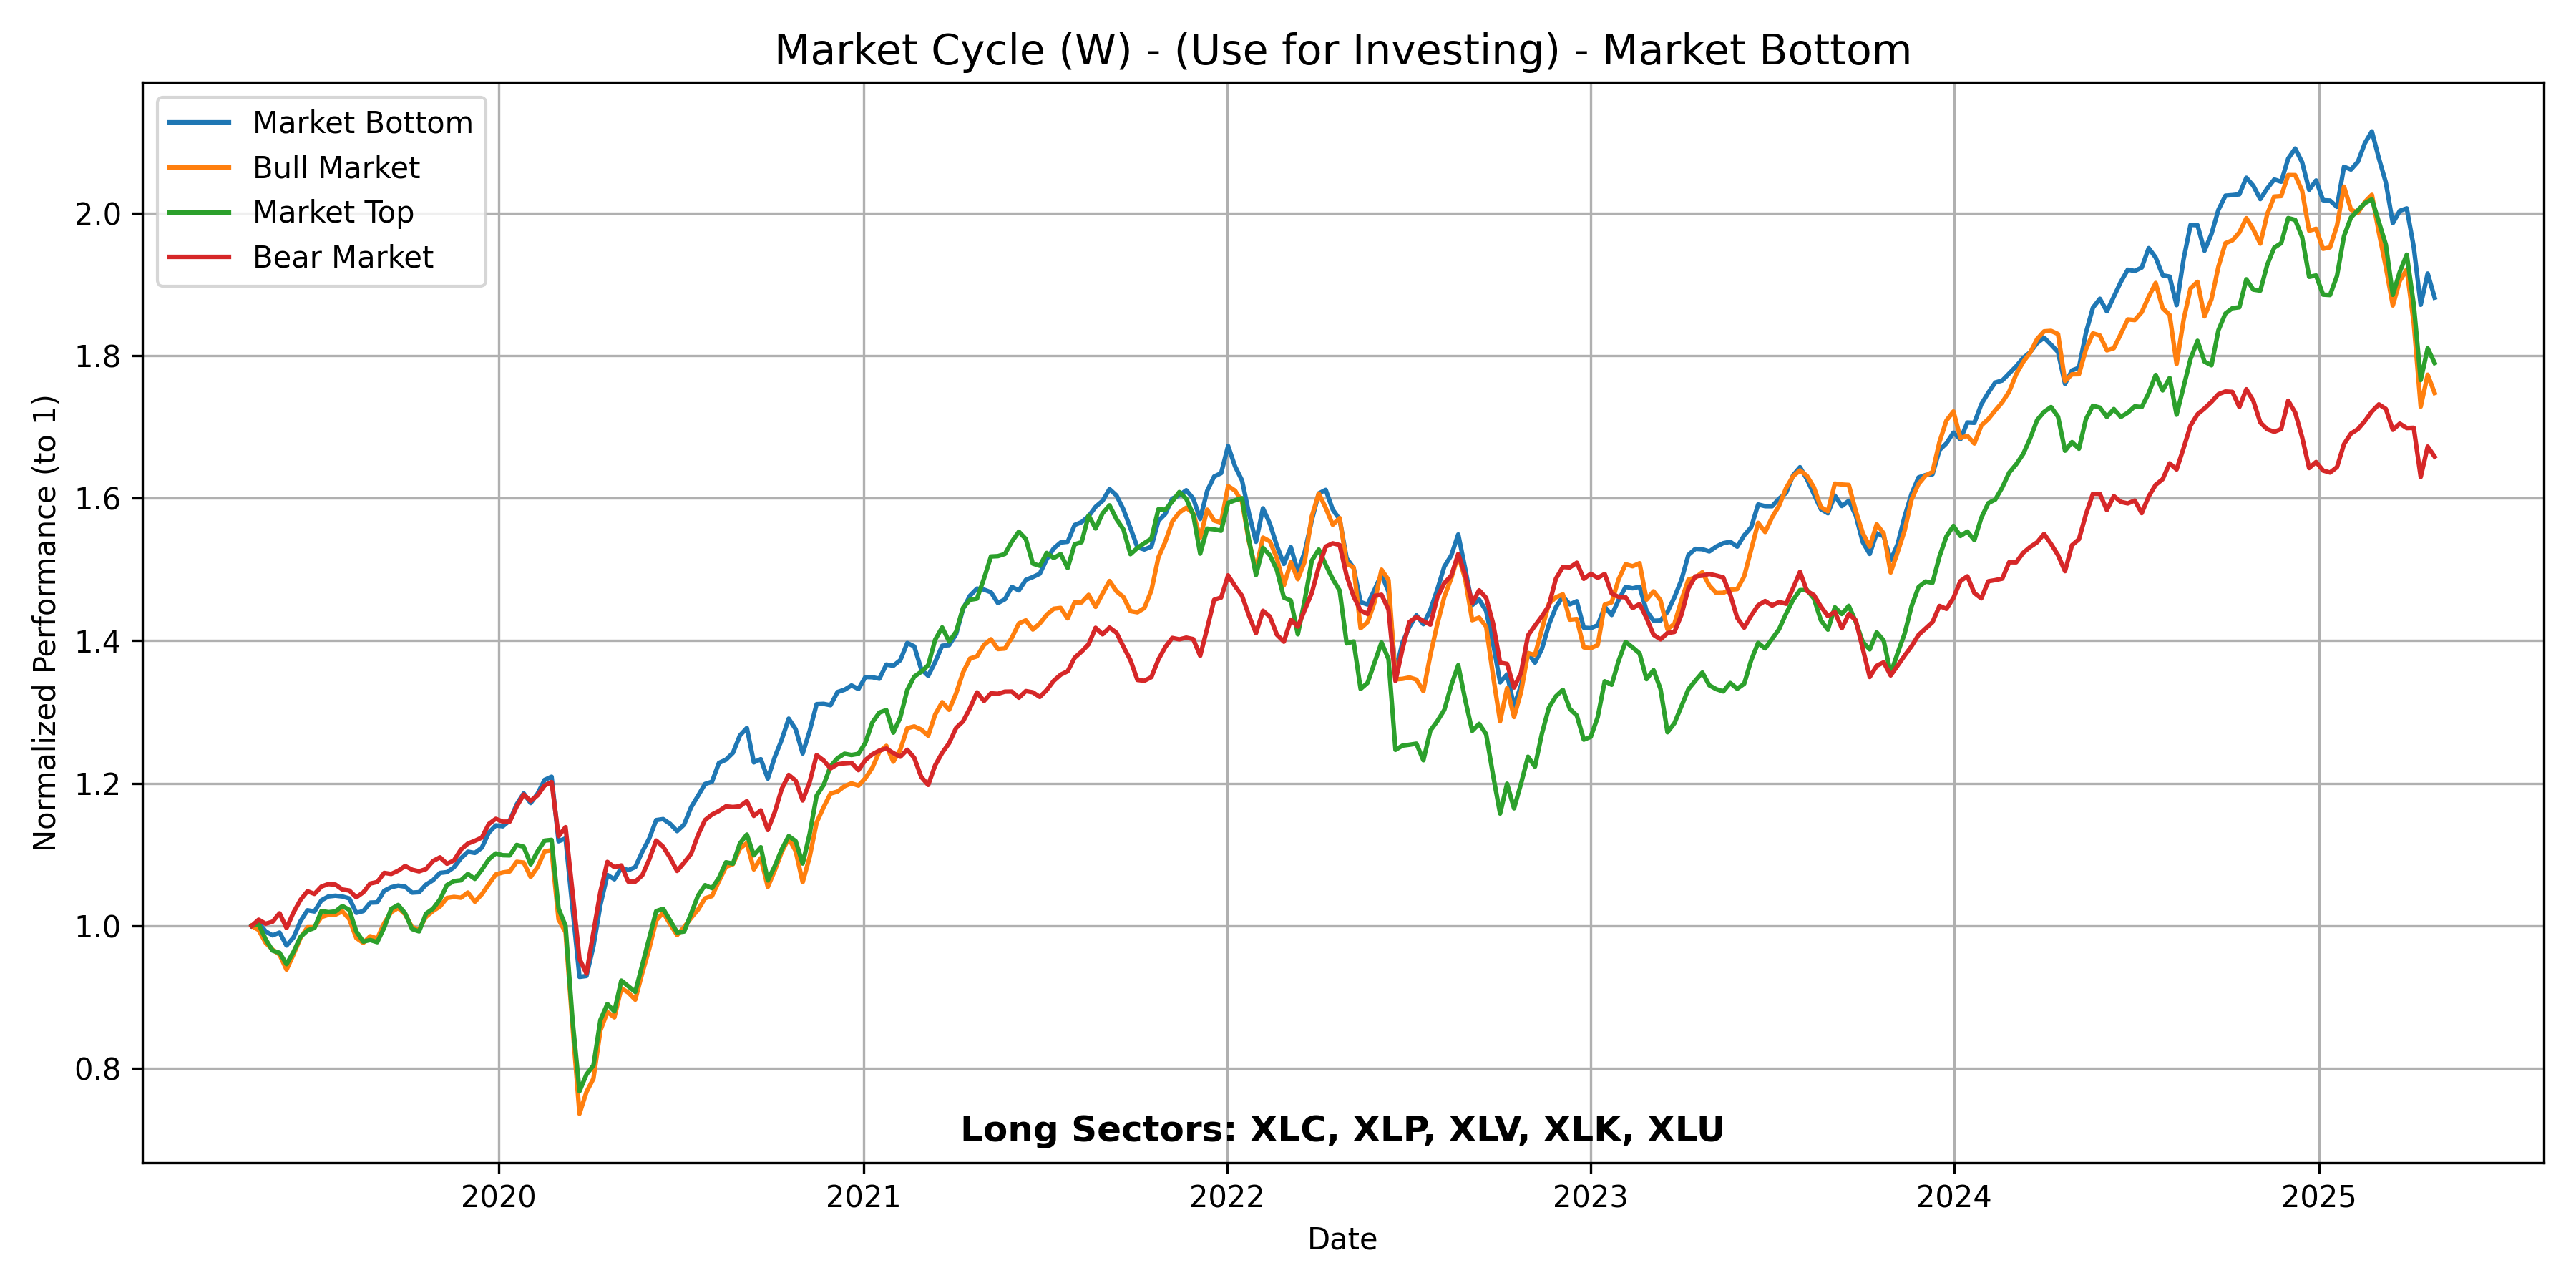 Market Cycle (W) - (Use for Investing) - Market Bottom
Market Bottom
Bull Market
Market Top
Bear Market
Normalized Performance (to 1)
2.0
1.8
1.6
1.4
1.2
1.0
0.8
Long Sectors: XLC, XLP, XLV, XLK, XLU
2020 2021 2022 2023 2024 2025
Date